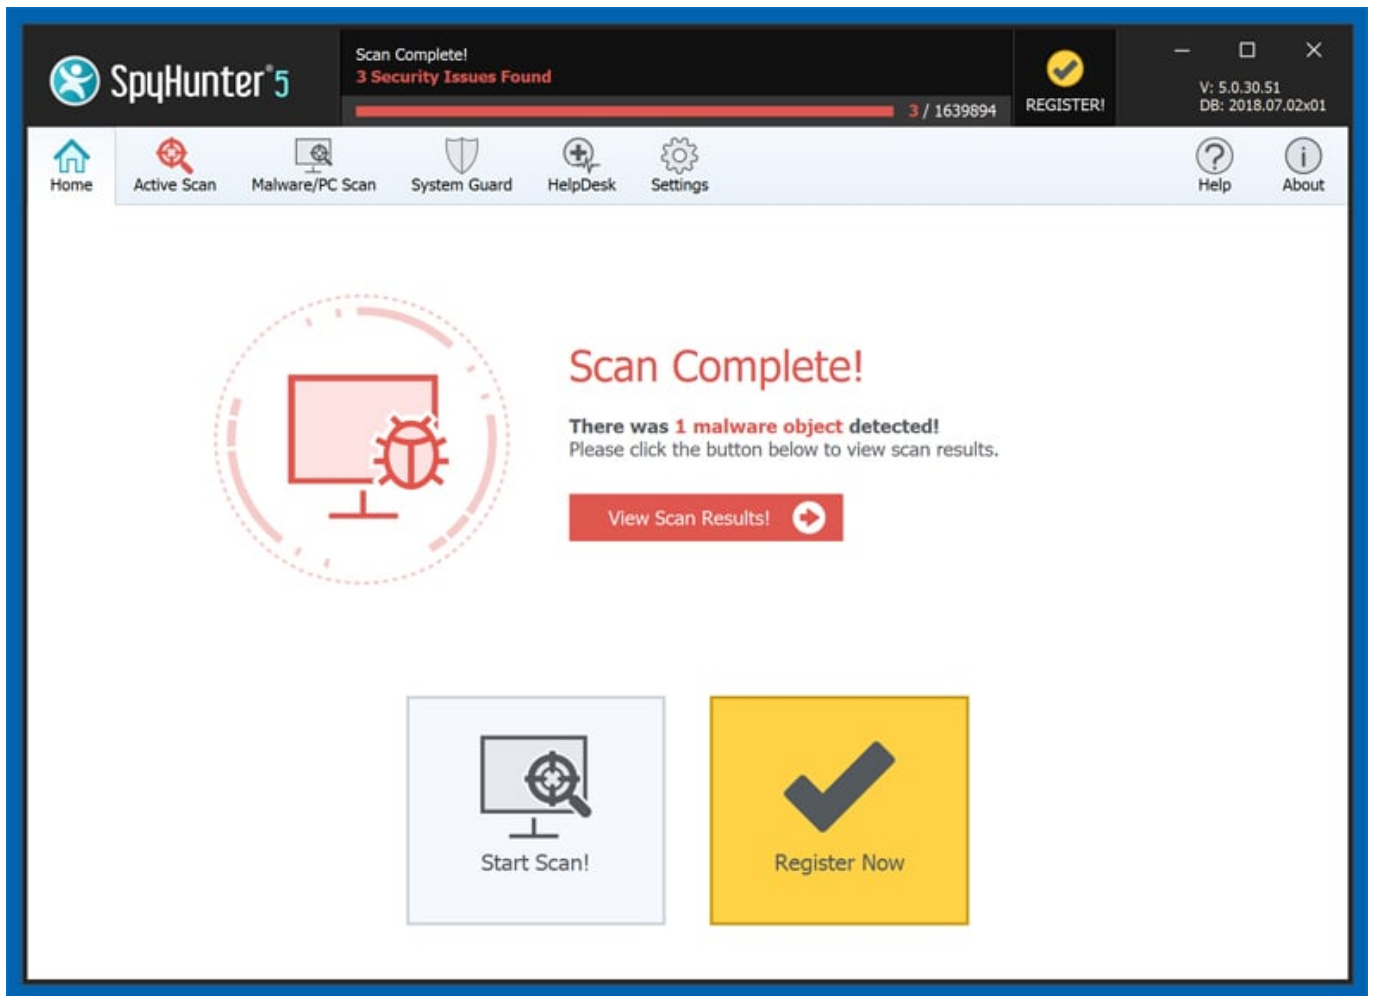 SpyHunter®5
Scan Complete!
3 Security Issues Found
3 / 1639894
REGISTER!
V: 5.0.30.51
DB: 2018.07.02x01
Home
Active Scan
Malware/PC Scan
System Guard
HelpDesk
Settings
Help
About
Scan Complete!
There was 1 malware object detected!
Please click the button below to view scan results.
View Scan Results!
Start Scan!
Register Now